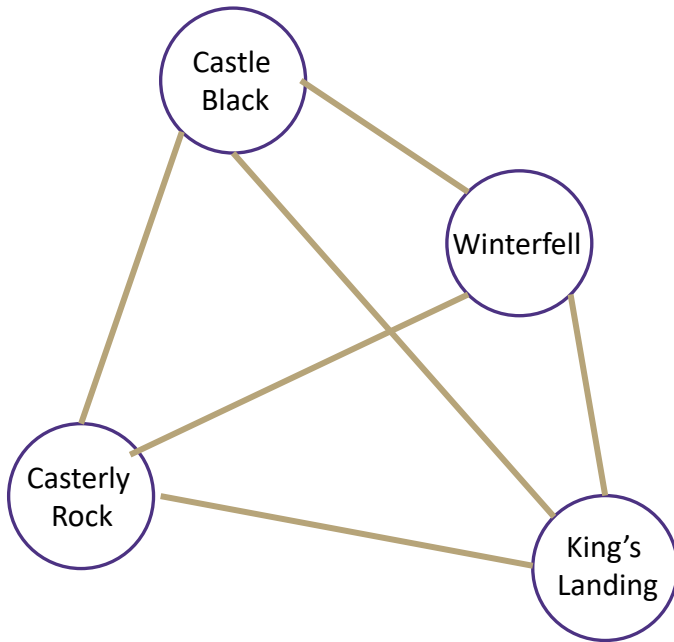 Castle
Black
Winterfell
Casterly
Rock
King’s
Landing